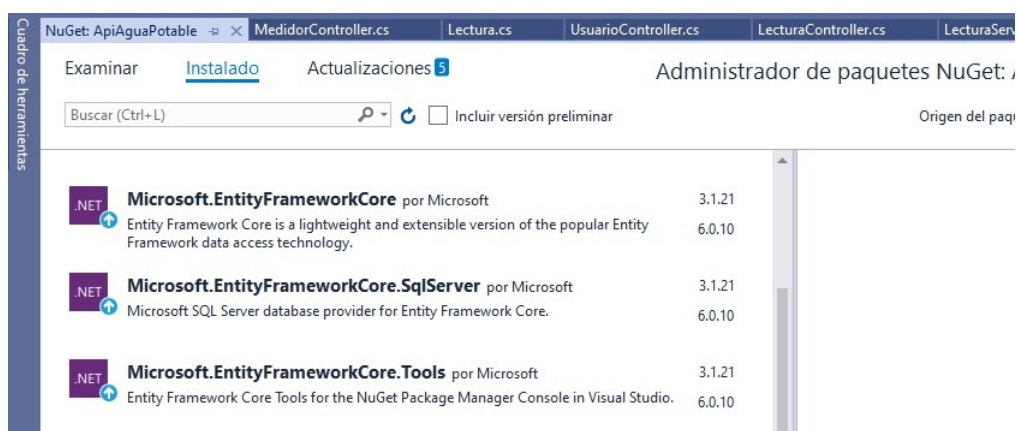 Cuadro de herramientas
NuGet: ApiAguaPotable MedidorController.cs Lectura.cs UsuarioController.cs LecturaController.cs LecturaServ
Examinar Instalado Actualizaciones 5 Administrador de paquetes NuGet: A
Buscar (Ctrl+L) Incluir versión preliminar Origen del paqu
.NET Microsoft.EntityFrameworkCore por Microsoft 3.1.21
Entity Framework Core is a lightweight and extensible version of the popular Entity 6.0.10
Framework data access technology.
.NET Microsoft.EntityFrameworkCore.SqlServer por Microsoft 3.1.21
Microsoft SQL Server database provider for Entity Framework Core. 6.0.10
.NET Microsoft.EntityFrameworkCore.Tools por Microsoft 3.1.21
Entity Framework Core Tools for the NuGet Package Manager Console in Visual Studio. 6.0.10